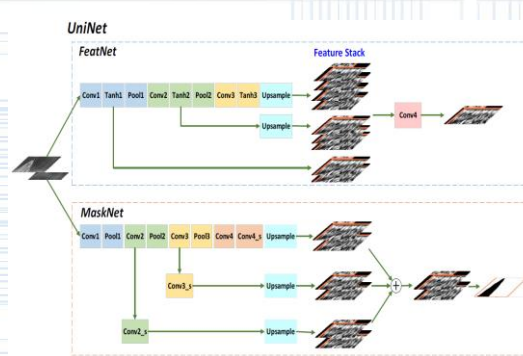 UniNet
FeatNet
Feature Stack
Conv1 Tanh1 Pool1 Conv2 Tanh2 Pool2 Conv3 Tanh3 Upsample
Upsample
Conv4
MaskNet
Conv1 Pool1 Conv2 Pool2 Conv3 Pool3 Conv4 Conv4_s Upsample
Conv3_s Upsample
Conv2_s Upsample